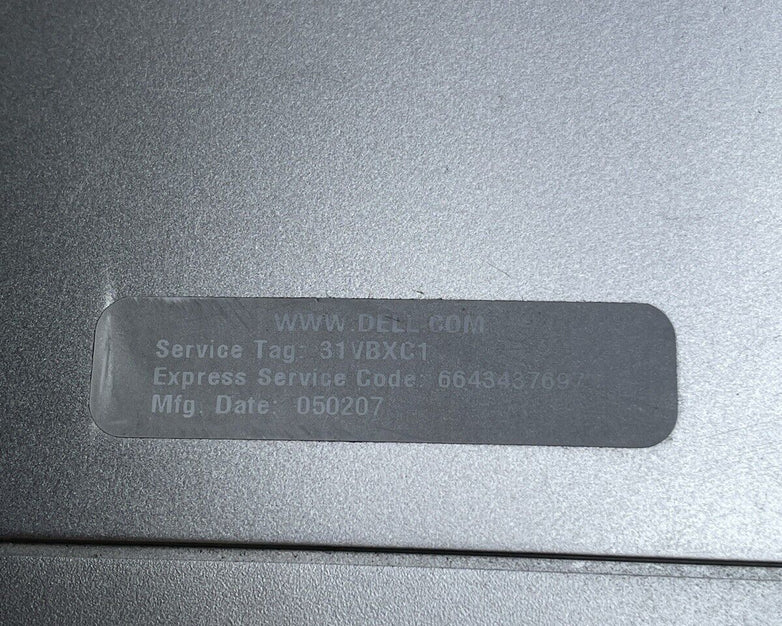 WWW.DELL.COM
Service Tag: 31VBXC1
Express Service Code: 6643437697
Mfg. Date: 050207